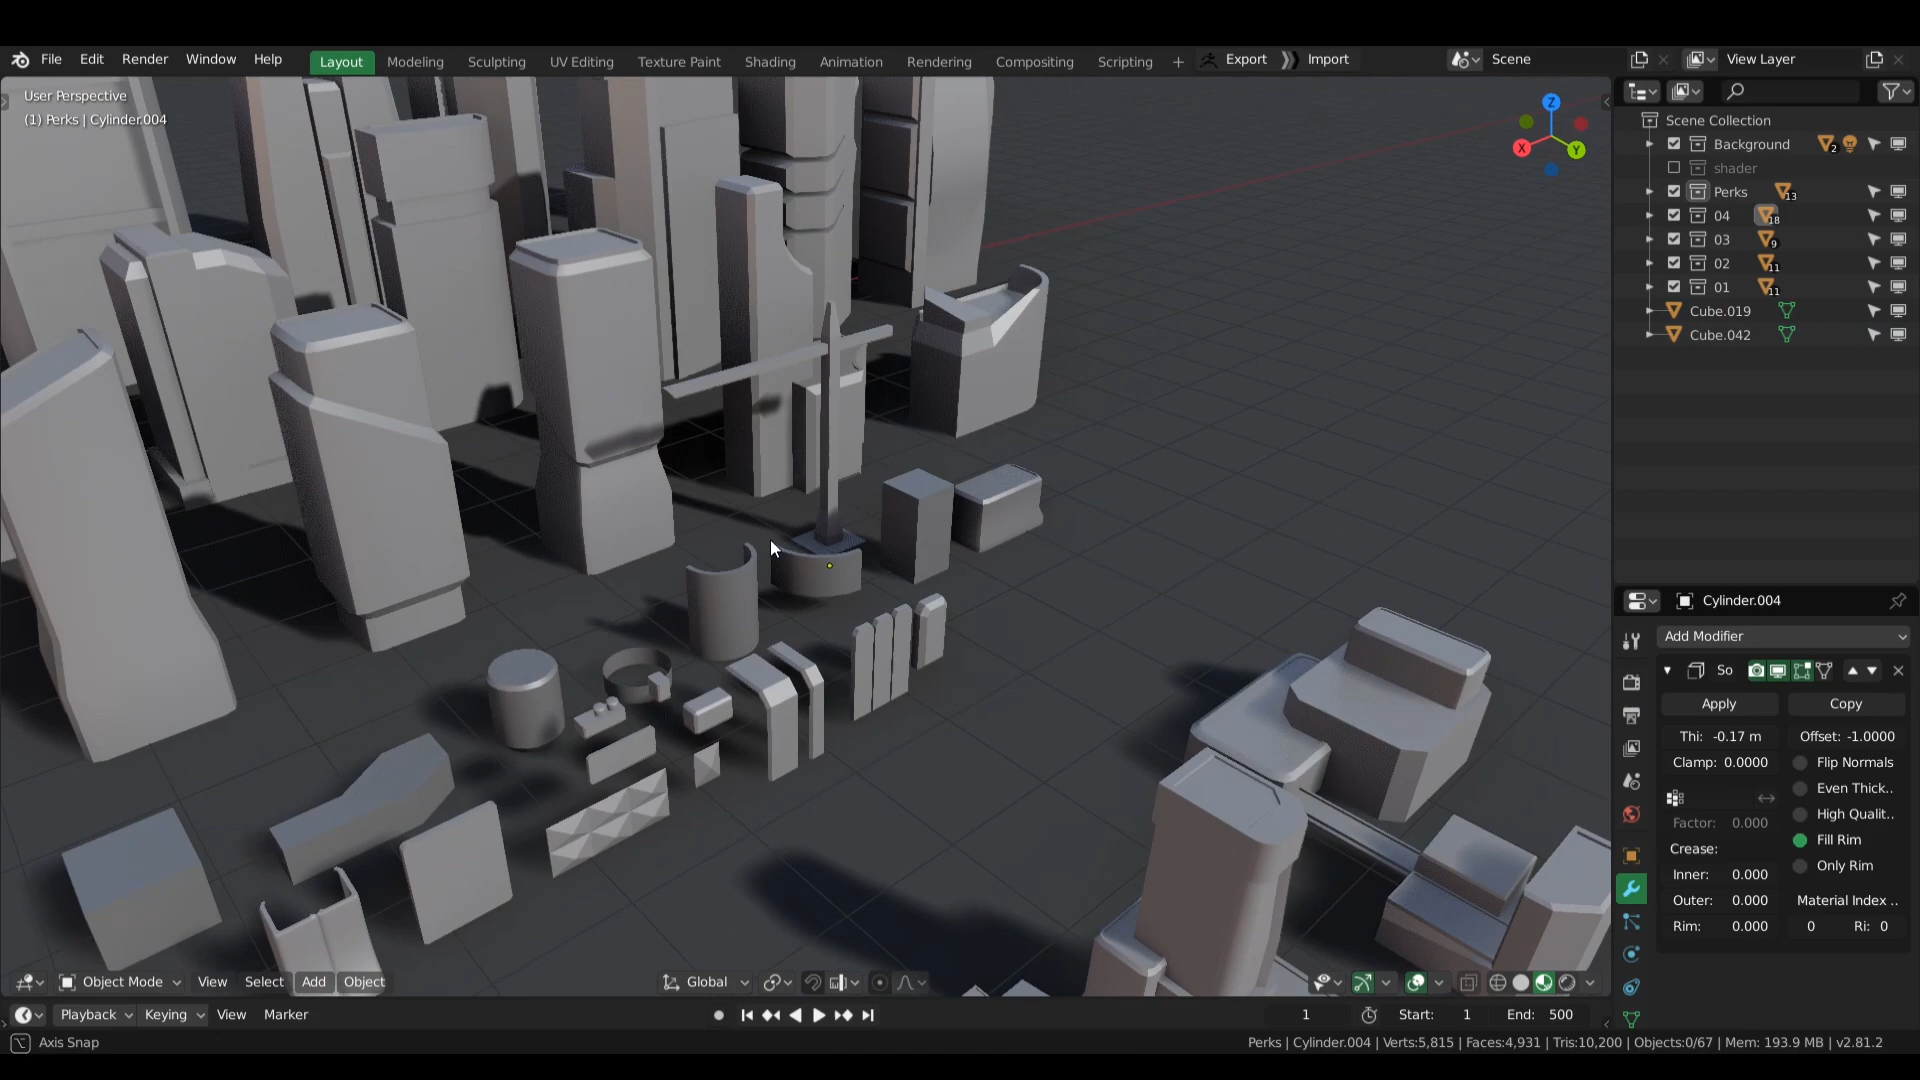 File Edit Render Window Help Layout Modeling Sculpting UV Editing Texture Paint Shading Animation Rendering Compositing Scripting + Export Import Scene View Layer
User Perspective
(1) Perks | Cylinder.004
Z
X
Y
Scene Collection
Background 2
shader
Perks 13
04 18
03 9
02 11
01 11
Cube.019
Cube.042
Cylinder.004
Add Modifier
So
Apply Copy
Thi: -0.17 m Offset: -1.0000
Clamp: 0.0000 Flip Normals
Even Thick..
High Qualit..
Factor: 0.000
Fill Rim
Crease:
Only Rim
Inner: 0.000
Outer: 0.000 Material Index ..
Rim: 0.000 0 Ri: 0
Object Mode View Select Add Object Global
Playback Keying View Marker 1 Start: 1 End: 500
Axis Snap Perks | Cylinder.004 | Verts:5,815 | Faces:4,931 | Tris:10,200 | Objects:0/67 | Mem: 193.9 MB | v2.81.2